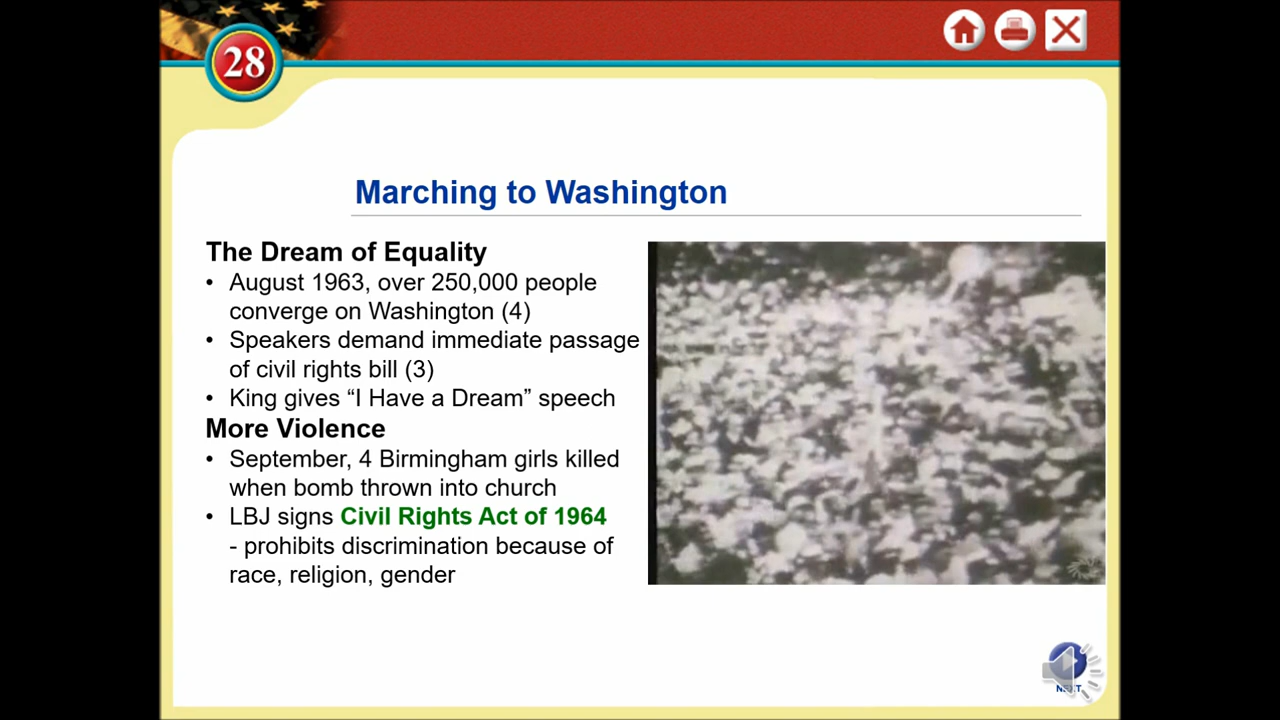 28
Marching to Washington
The Dream of Equality
• August 1963, over 250,000 people
converge on Washington (4)
• Speakers demand immediate passage
of civil rights bill (3)
• King gives “I Have a Dream” speech
More Violence
• September, 4 Birmingham girls killed
when bomb thrown into church
• LBJ signs Civil Rights Act of 1964
- prohibits discrimination because of
race, religion, gender